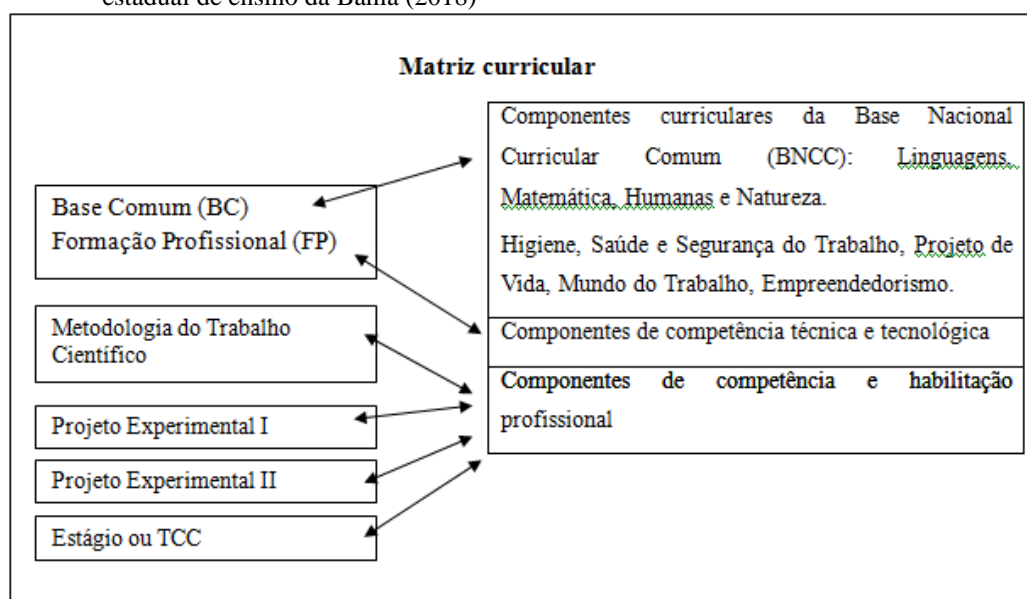 estadual de ensino da Bahia (2018)
Matriz curricular
Base Comum (BC)
Formação Profissional (FP)
Metodologia do Trabalho
Científico
Projeto Experimental I
Projeto Experimental II
Estágio ou TCC
Componentes curriculares da Base Nacional
Curricular Comum (BNCC): Linguagens,
Matemática, Humanas e Natureza.
Higiene, Saúde e Segurança do Trabalho, Projeto de
Vida, Mundo do Trabalho, Empreendedorismo.
Componentes de competência técnica e tecnológica
Componentes de competência e habilitação
profissional